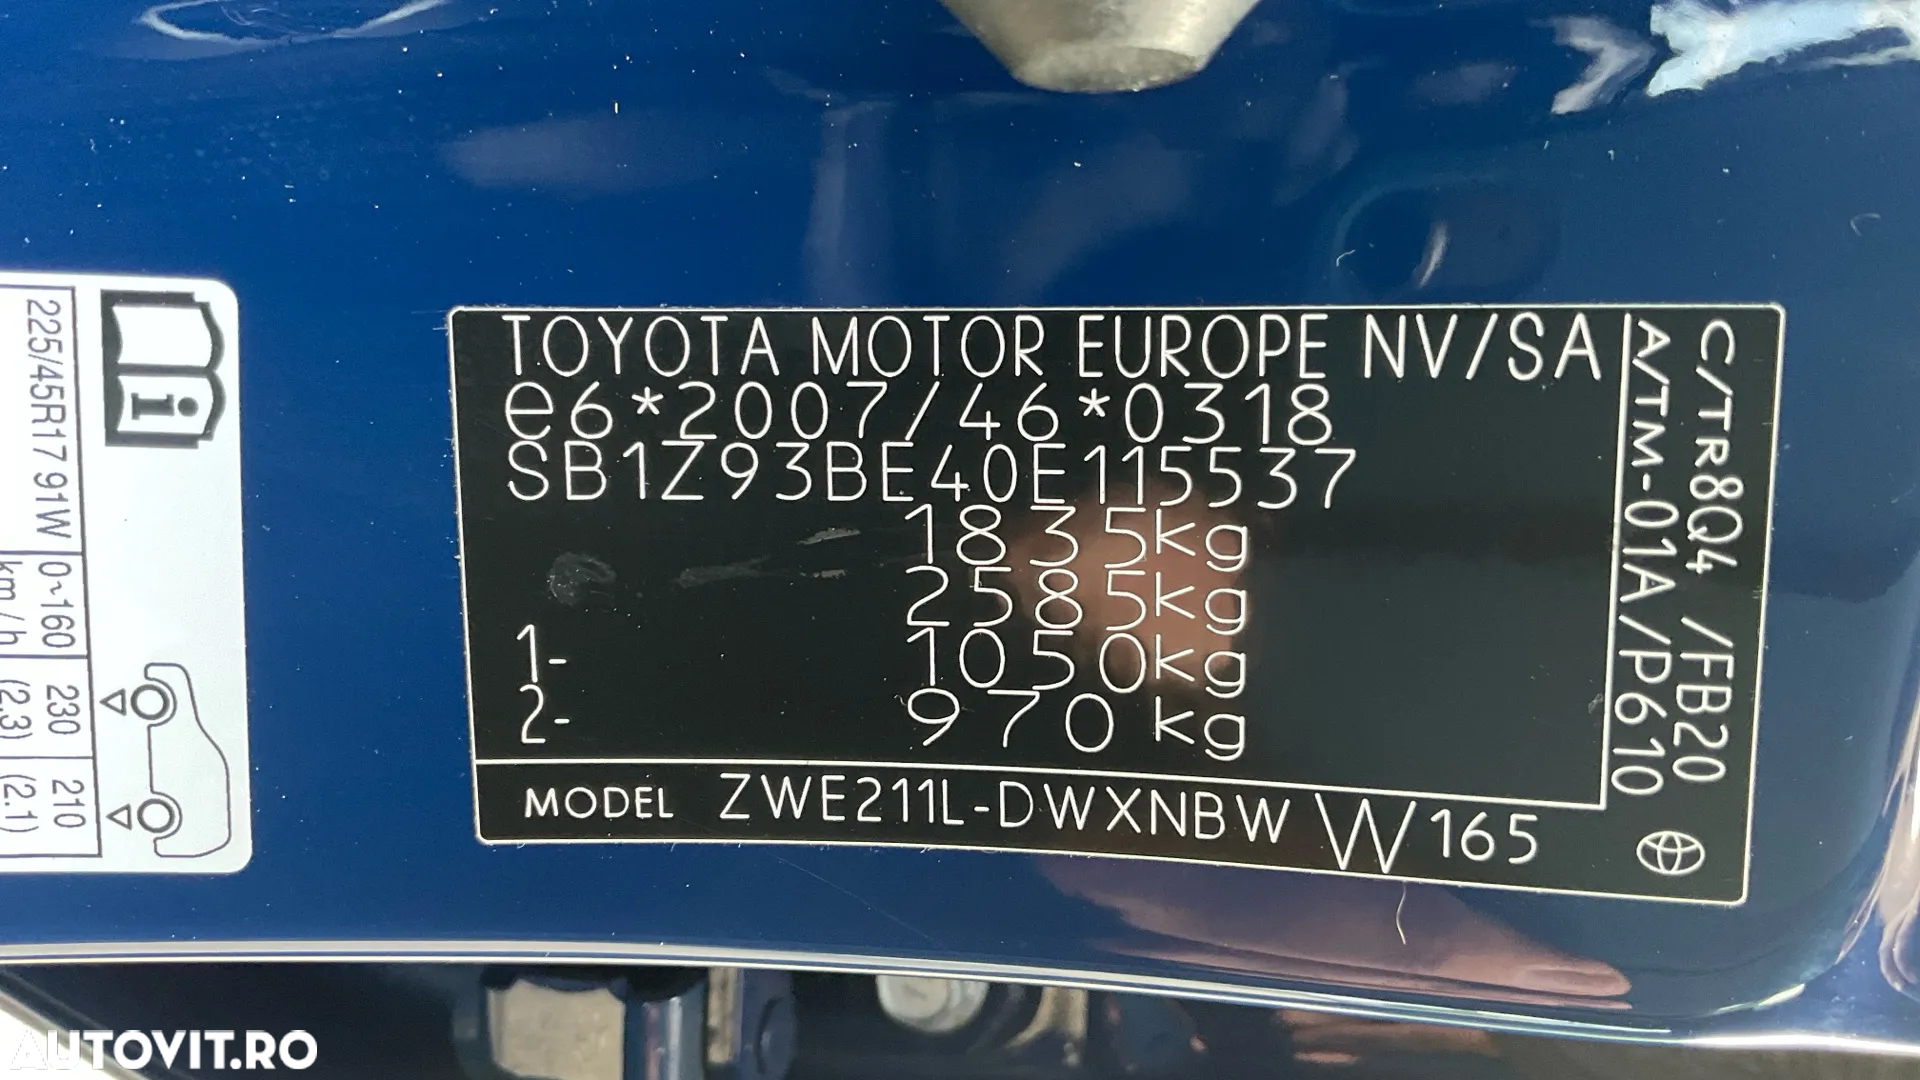 TOYOTA MOTOR EUROPE NV/SA
e6*2007/46*0318
SB1Z93BE40E115537
1835kg
2585kg
1- 1050kg
2- 970kg
MODEL ZWE211L-DWXNBW W165
C/TR8Q4 /FB20
A/TM-01A/P610
225/45R17 91W
0~160 km/h
230 (2.3)
210 (2.1)
i
AUTOVIT.RO